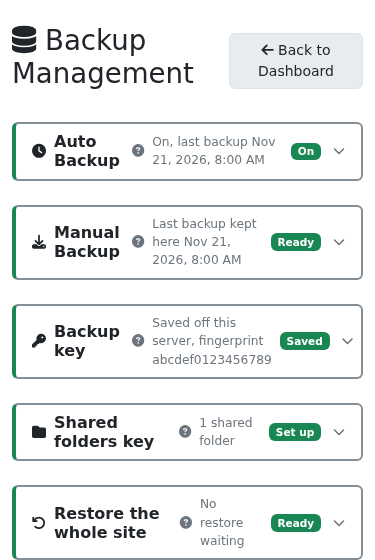 Backup
Management
← Back to
Dashboard
Auto
Backup
On, last backup Nov
21, 2026, 8:00 AM
On
Manual
Backup
Last backup kept
here Nov 21,
2026, 8:00 AM
Ready
Backup
key
Saved off this
server, fingerprint
abcdef0123456789
Saved
Shared
folders key
1 shared
folder
Set up
Restore the
whole site
No
restore
waiting
Ready